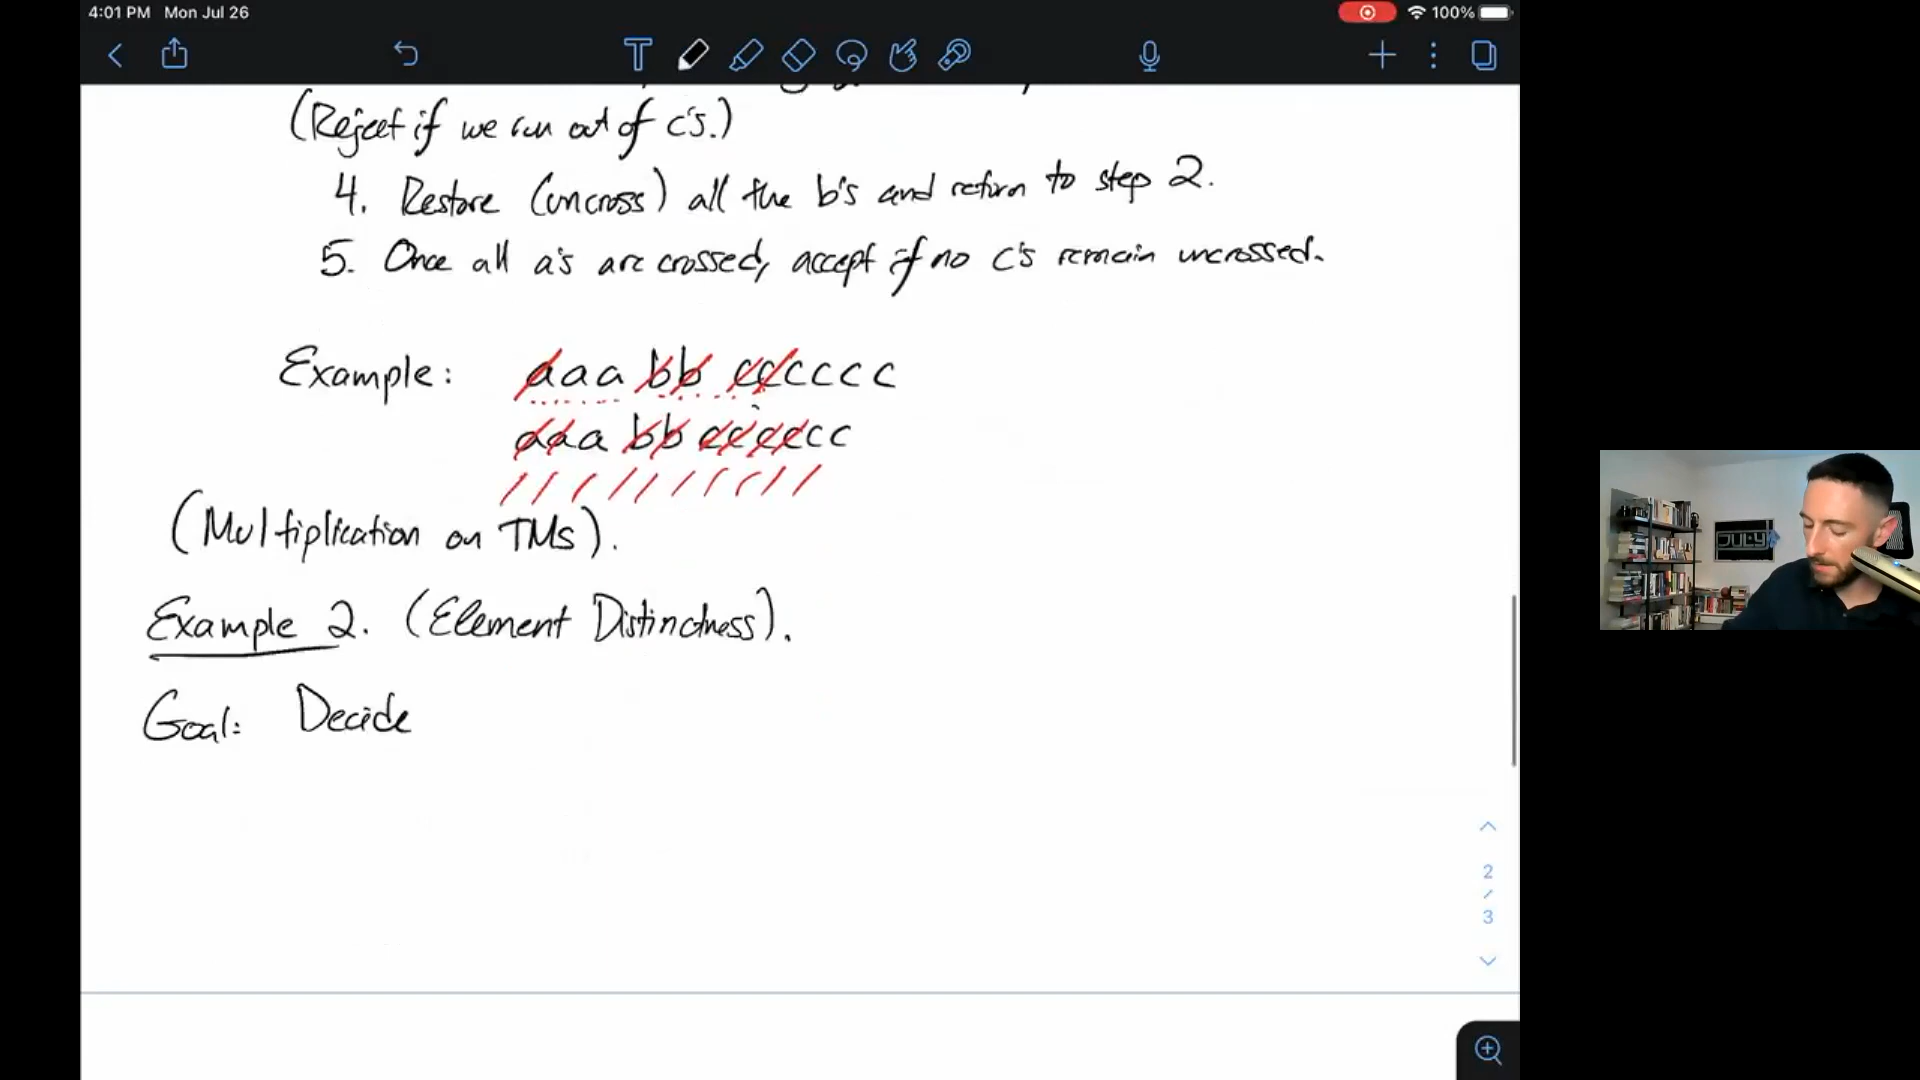 4:01 PM Mon Jul 26
100%
(Reject if we run out of c's.)
4. Restore (uncross) all the b's and return to step 2.
5. Once all a's are crossed, accept if no c's remain uncrossed.
Example: aaa bb cccccc
aaa bb cccccc
(Multiplication on TMs).
Example 2. (Element Distinctness).
Goal: Decide
2
/
3
JULY